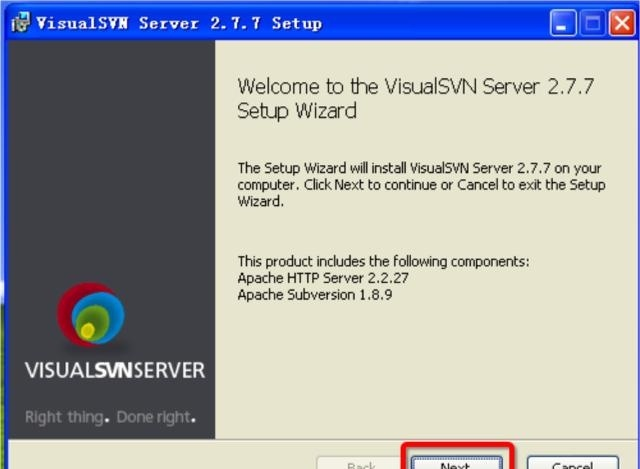 VisualSVN Server 2.7.7 Setup
Welcome to the VisualSVN Server 2.7.7
Setup Wizard
The Setup Wizard will install VisualSVN Server 2.7.7 on your
computer. Click Next to continue or Cancel to exit the Setup
Wizard.
This product includes the following components:
Apache HTTP Server 2.2.27
Apache Subversion 1.8.9
VISUALSVNSERVER
Right thing. Done right.
Back
Next
Cancel